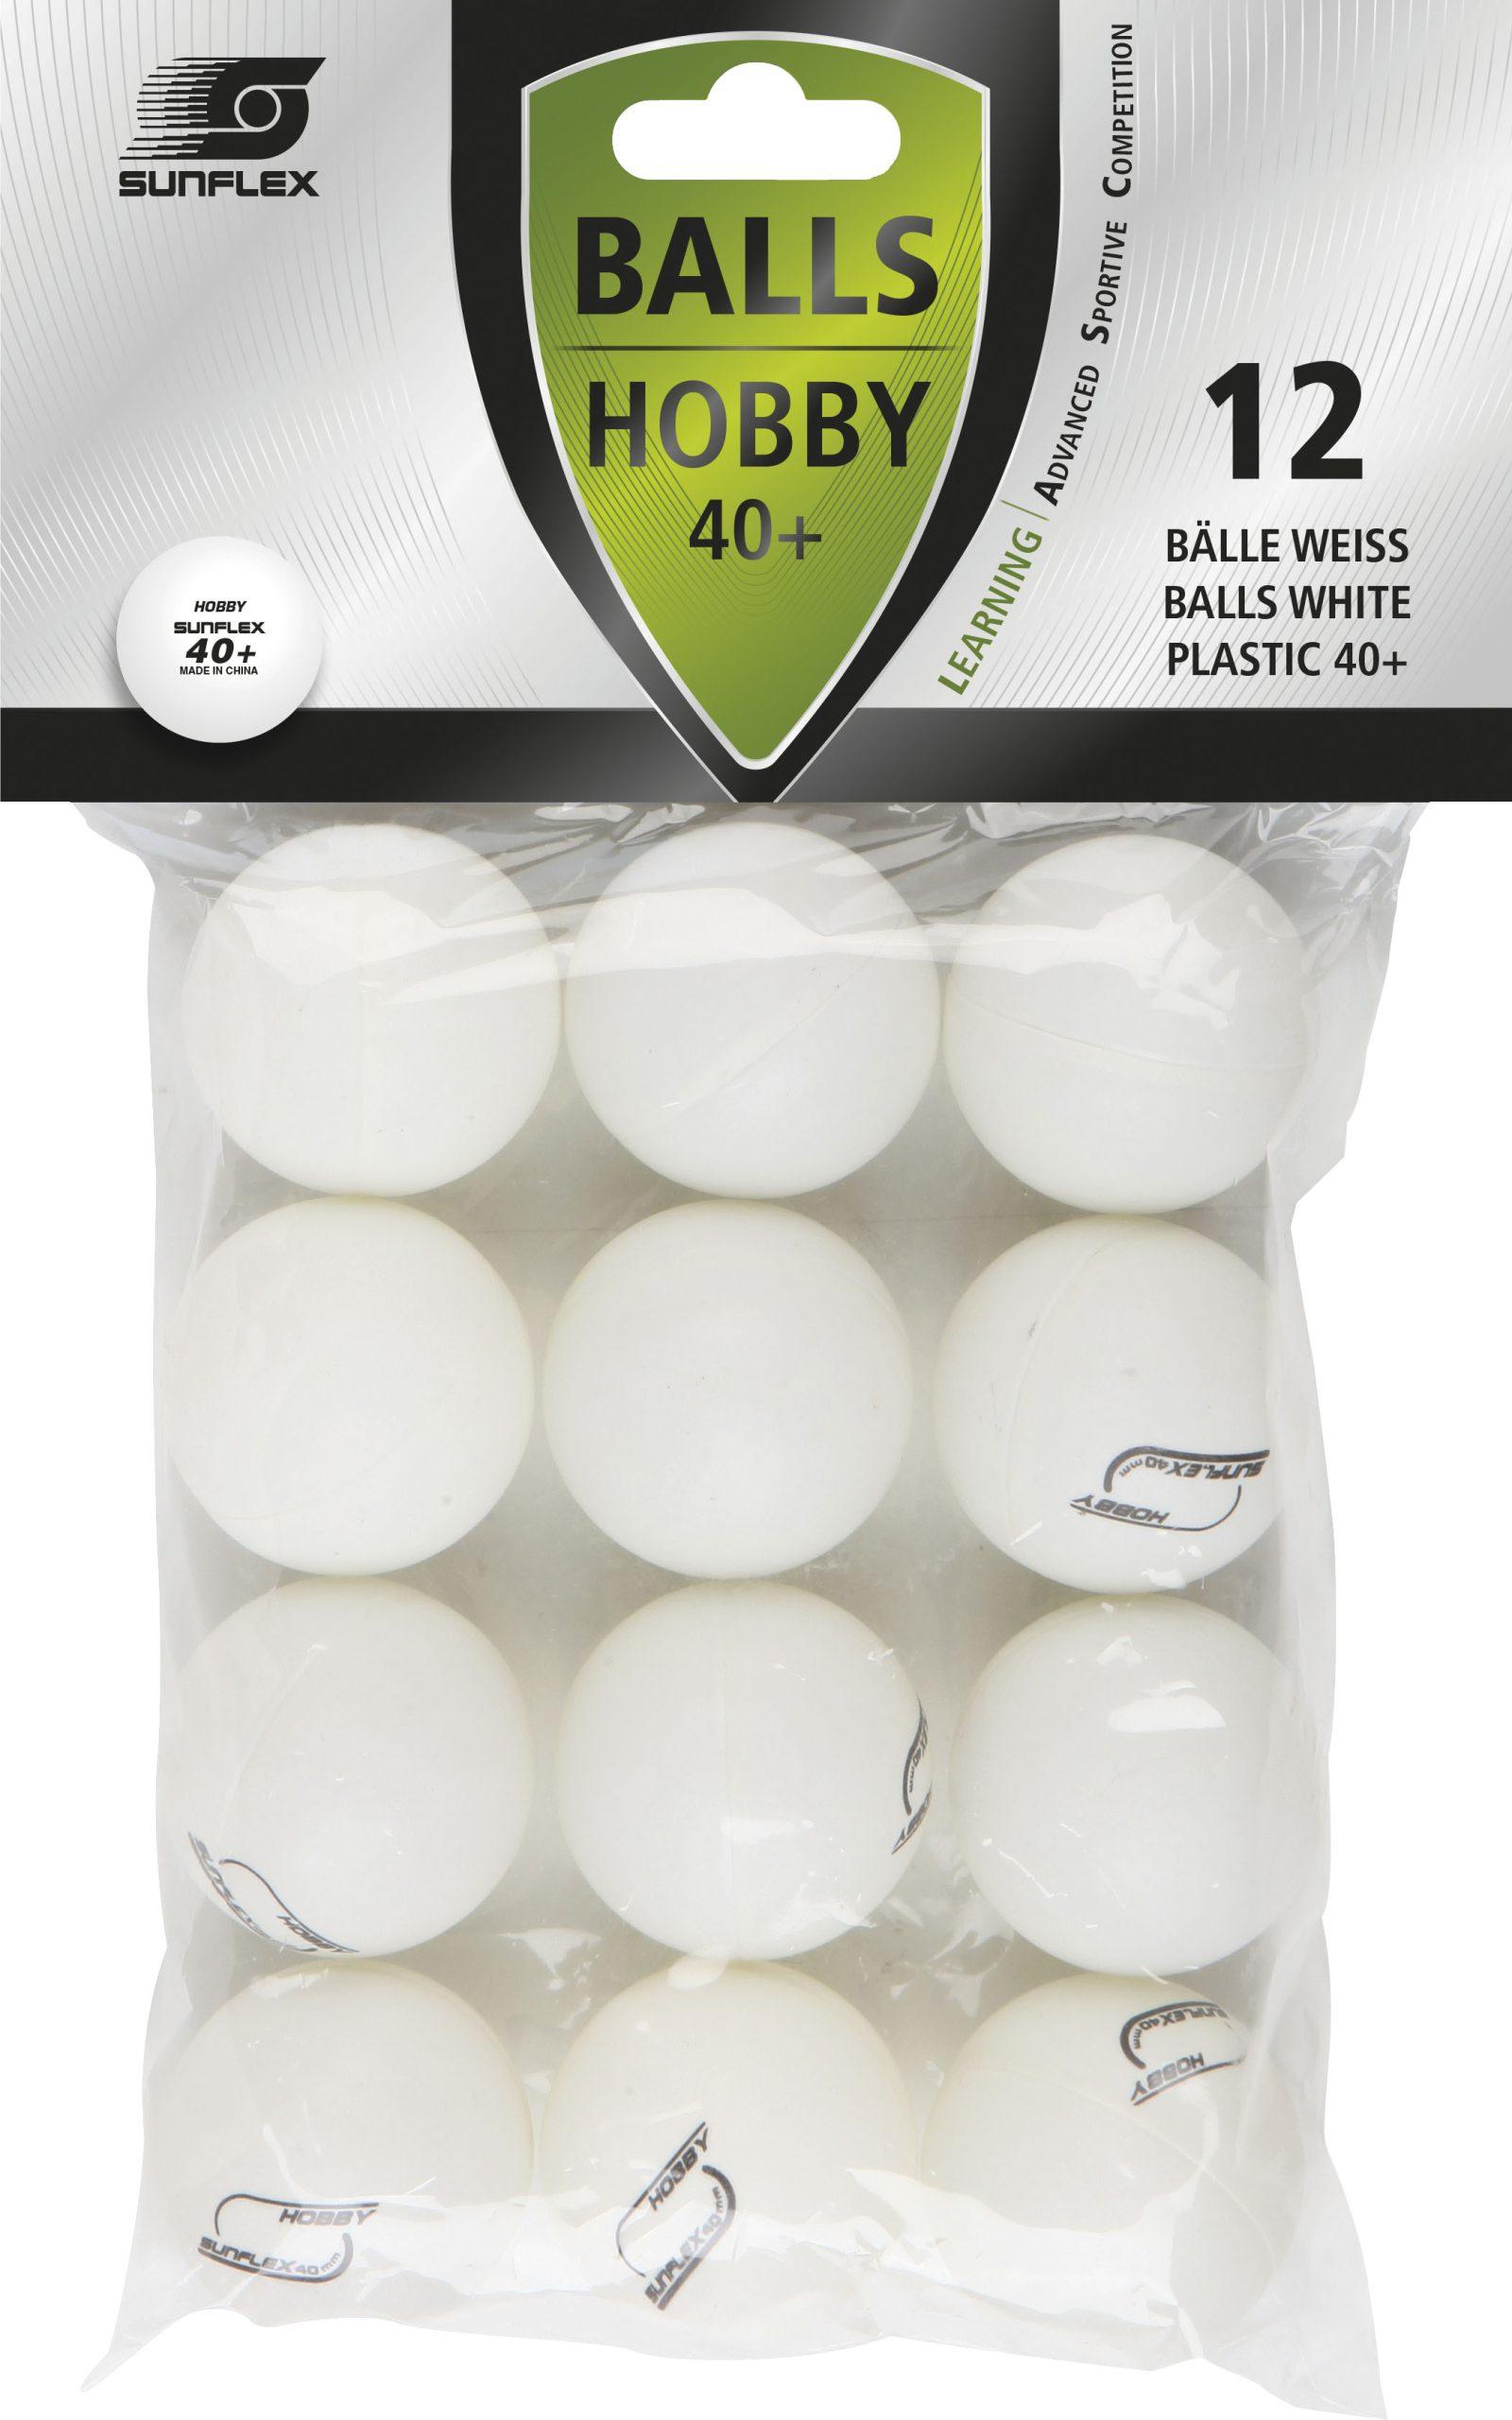 SUNFLEX
BALLS
HOBBY
40+
LEARNING | ADVANCED SPORTIVE COMPETITION
12
BÄLLE WEISS
BALLS WHITE
PLASTIC 40+
HOBBY
SUNFLEX
40+
MADE IN CHINA
SUNFLEX 40mm
HOBBY
SUNFLEX
HOBBY
SUNFLEX 40mm
HOBBY
HOBBY
SUNFLEX 40mm
HOBBY
SUNFLEX 40mm